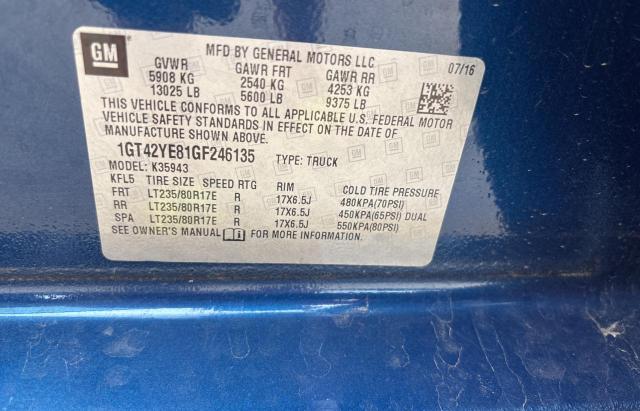 GM
MFD BY GENERAL MOTORS LLC
07/16
GVWR GAWR FRT GAWR RR
5908 KG 2540 KG 4253 KG
13025 LB 5600 LB 9375 LB
THIS VEHICLE CONFORMS TO ALL APPLICABLE U.S. FEDERAL MOTOR
VEHICLE SAFETY STANDARDS IN EFFECT ON THE DATE OF
MANUFACTURE SHOWN ABOVE.
1GT42YE81GF246135 TYPE: TRUCK
MODEL: K35943
KFL5 TIRE SIZE SPEED RTG RIM COLD TIRE PRESSURE
FRT LT235/80R17E R 17X6.5J 480KPA(70PSI)
RR LT235/80R17E R 17X6.5J 450KPA(65PSI) DUAL
SPA LT235/80R17E R 17X6.5J 550KPA(80PSI)
SEE OWNER'S MANUAL FOR MORE INFORMATION.